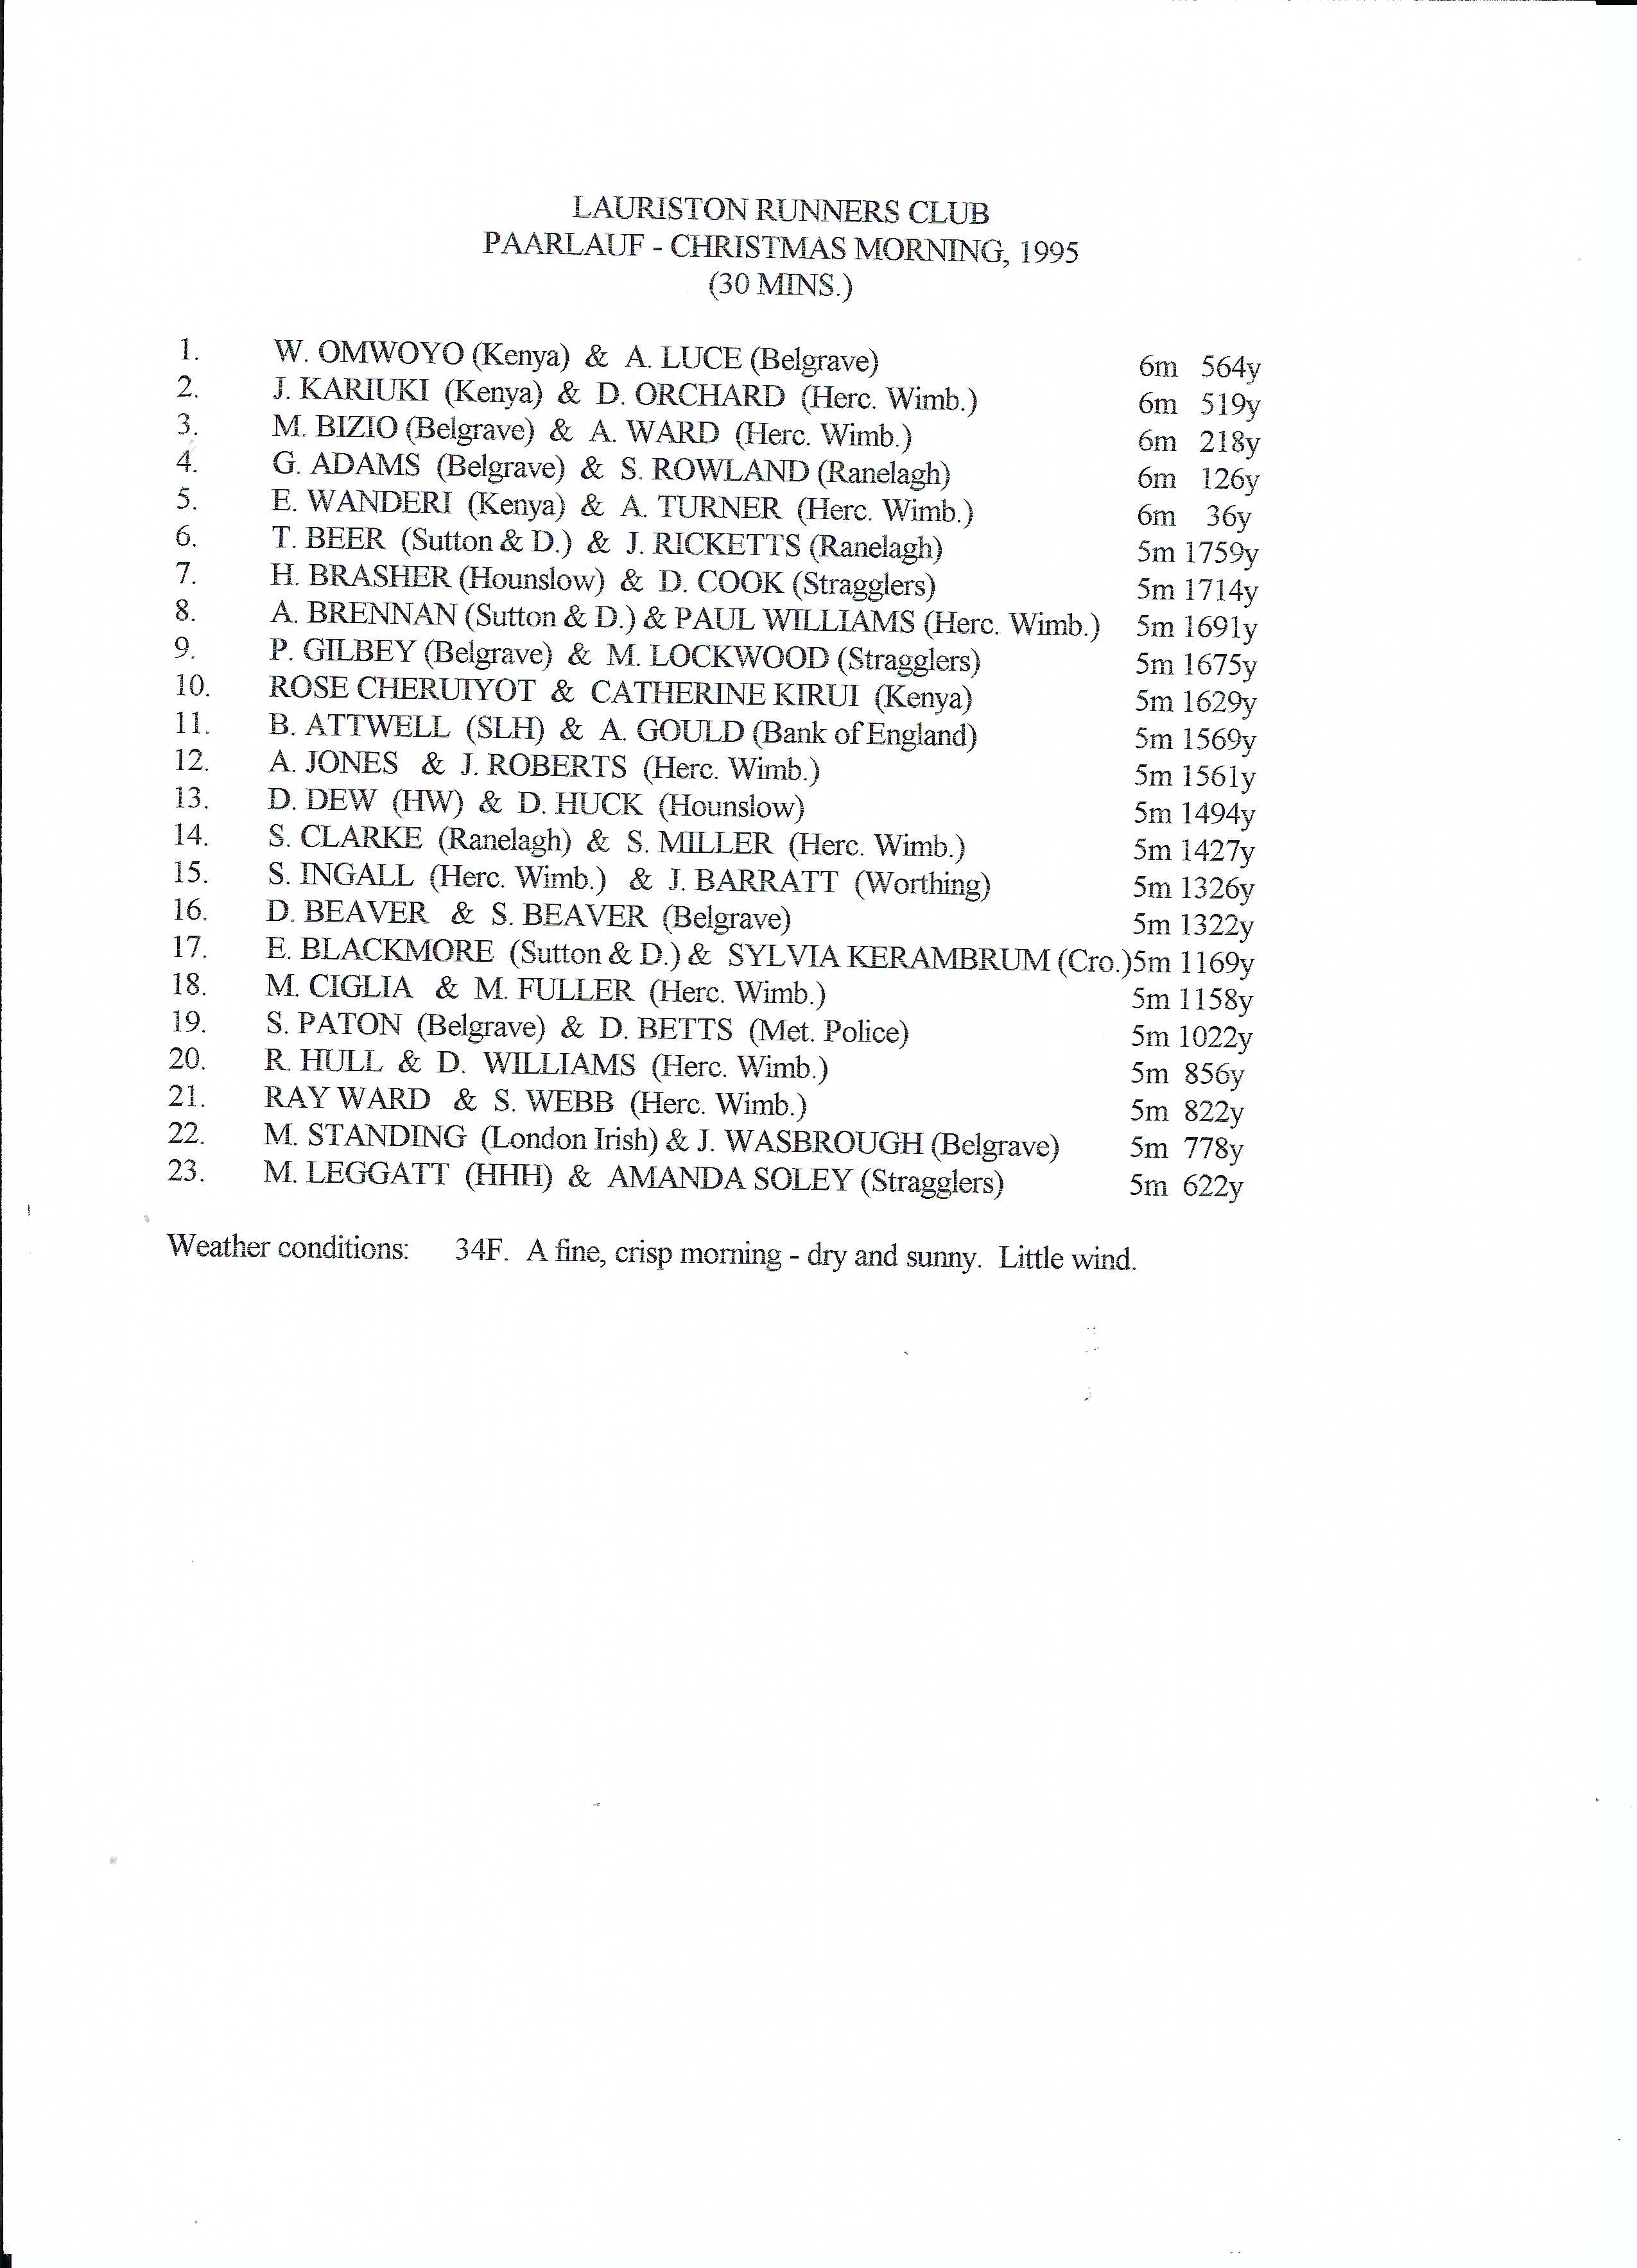 LAURISTON RUNNERS CLUB
PAARLAUF - CHRISTMAS MORNING, 1995
(30 MINS.)
1. W. OMWOYO (Kenya) & A. LUCE (Belgrave) 6m 564y
2. J. KARIUKI (Kenya) & D. ORCHARD (Herc. Wimb.) 6m 519y
3. M. BIZIO (Belgrave) & A. WARD (Herc. Wimb.) 6m 218y
4. G. ADAMS (Belgrave) & S. ROWLAND (Ranelagh) 6m 126y
5. E. WANDERI (Kenya) & A. TURNER (Herc. Wimb.) 6m 36y
6. T. BEER (Sutton & D.) & J. RICKETTS (Ranelagh) 5m 1759y
7. H. BRASHER (Hounslow) & D. COOK (Stragglers) 5m 1714y
8. A. BRENNAN (Sutton & D.) & PAUL WILLIAMS (Herc. Wimb.) 5m 1691y
9. P. GILBEY (Belgrave) & M. LOCKWOOD (Stragglers) 5m 1675y
10. ROSE CHERUIYOT & CATHERINE KIRUI (Kenya) 5m 1629y
11. B. ATTWELL (SLH) & A. GOULD (Bank of England) 5m 1569y
12. A. JONES & J. ROBERTS (Herc. Wimb.) 5m 1561y
13. D. DEW (HW) & D. HUCK (Hounslow) 5m 1494y
14. S. CLARKE (Ranelagh) & S. MILLER (Herc. Wimb.) 5m 1427y
15. S. INGALL (Herc. Wimb.) & J. BARRATT (Worthing) 5m 1326y
16. D. BEAVER & S. BEAVER (Belgrave) 5m 1322y
17. E. BLACKMORE (Sutton & D.) & SYLVIA KERAMBRUM (Cro.)5m 1169y
18. M. CIGLIA & M. FULLER (Herc. Wimb.) 5m 1158y
19. S. PATON (Belgrave) & D. BETTS (Met. Police) 5m 1022y
20. R. HULL & D. WILLIAMS (Herc. Wimb.) 5m 856y
21. RAY WARD & S. WEBB (Herc. Wimb.) 5m 822y
22. M. STANDING (London Irish) & J. WASBROUGH (Belgrave) 5m 778y
23. M. LEGGATT (HHH) & AMANDA SOLEY (Stragglers) 5m 622y
Weather conditions: 34F. A fine, crisp morning - dry and sunny. Little wind.